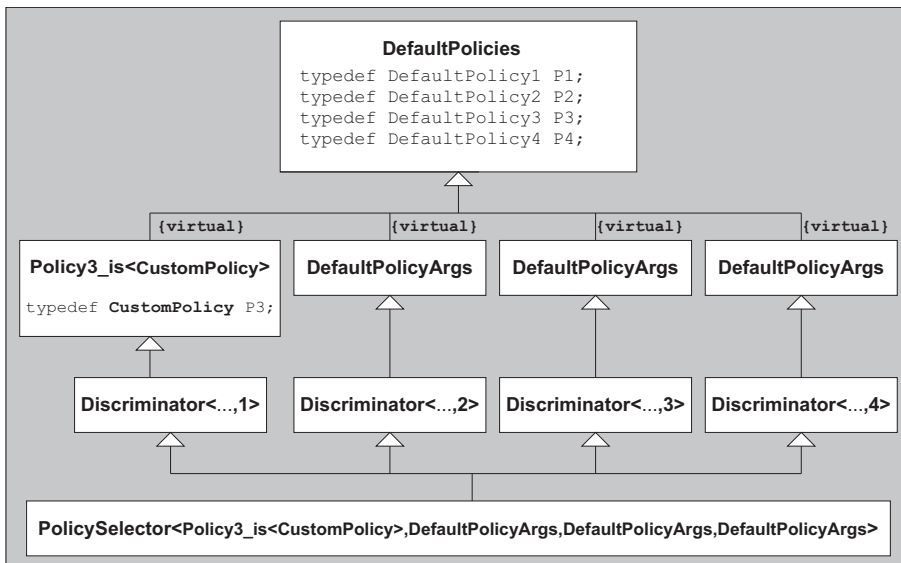 DefaultPolicies
typedef DefaultPolicy1 P1;
typedef DefaultPolicy2 P2;
typedef DefaultPolicy3 P3;
typedef DefaultPolicy4 P4;
{virtual} {virtual} {virtual} {virtual}
Policy3_is<CustomPolicy> DefaultPolicyArgs DefaultPolicyArgs DefaultPolicyArgs
typedef CustomPolicy P3;
Discriminator<...,1> Discriminator<...,2> Discriminator<...,3> Discriminator<...,4>
PolicySelector<Policy3_is<CustomPolicy>,DefaultPolicyArgs,DefaultPolicyArgs,DefaultPolicyArgs>